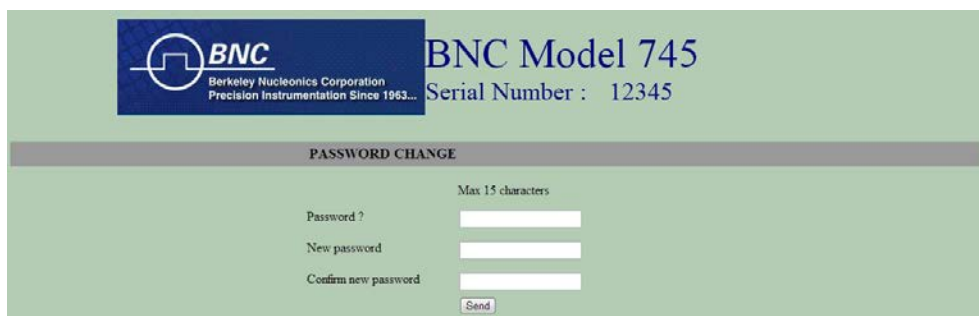 BNC
Berkeley Nucleonics Corporation
Precision Instrumentation Since 1963...
BNC Model 745
Serial Number : 12345
PASSWORD CHANGE
Max 15 characters
Password ?
New password
Confirm new password
Send